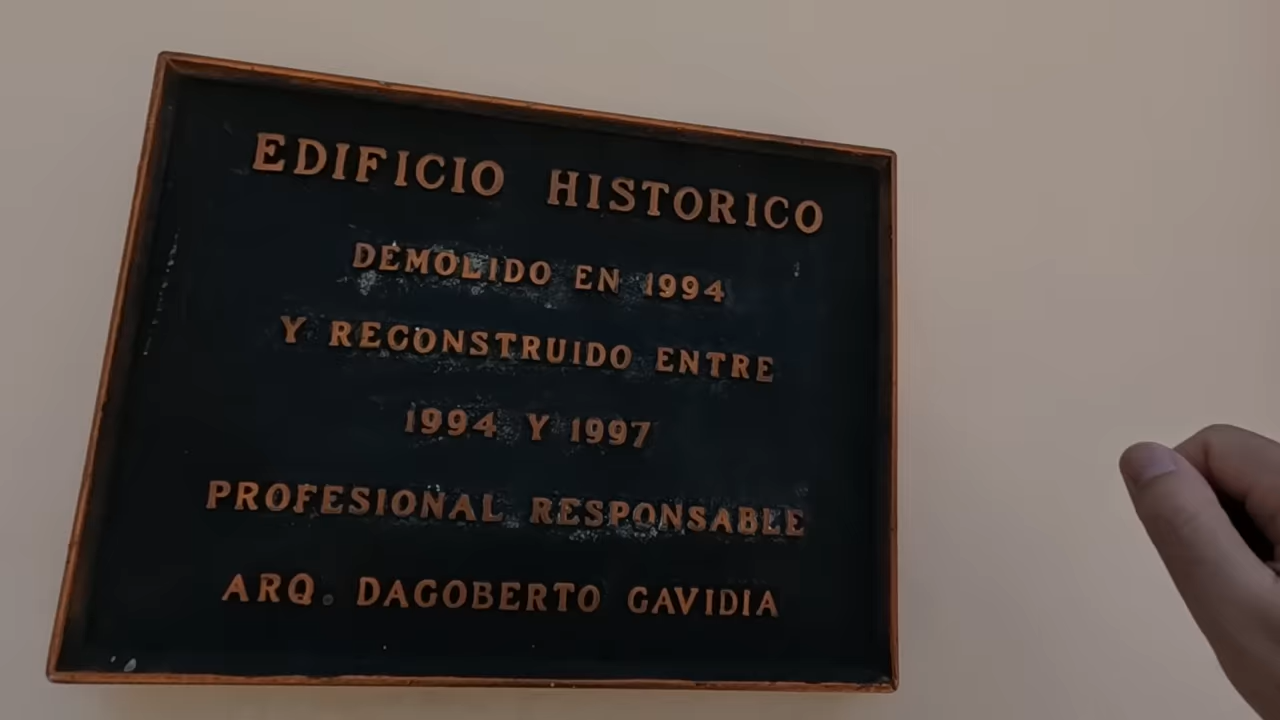 EDIFICIO HISTORICO
DEMOLIDO EN 1994
Y RECONSTRUIDO ENTRE
1994 Y 1997
PROFESIONAL RESPONSABLE
ARQ. DAGOBERTO GAVIDIA